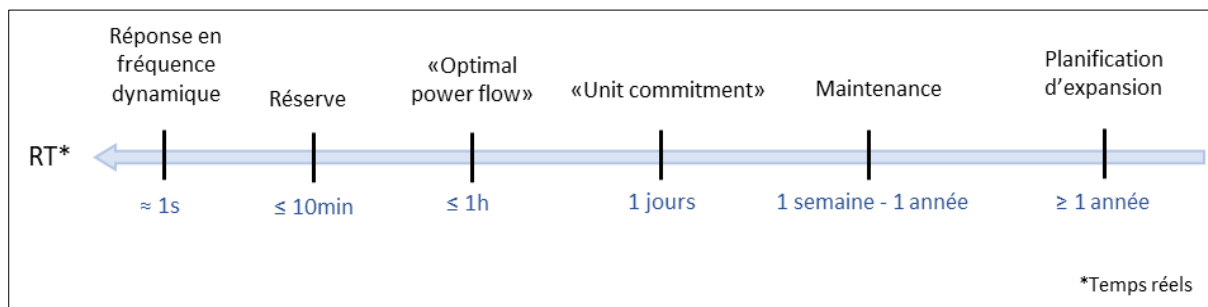 Réponse en
fréquence
dynamique
Réserve
«Optimal
power flow»
«Unit commitment»
Maintenance
Planification
d’expansion
RT*
≈ 1s
≤ 10min
≤ 1h
1 jours
1 semaine - 1 année
≥ 1 année
*Temps réels